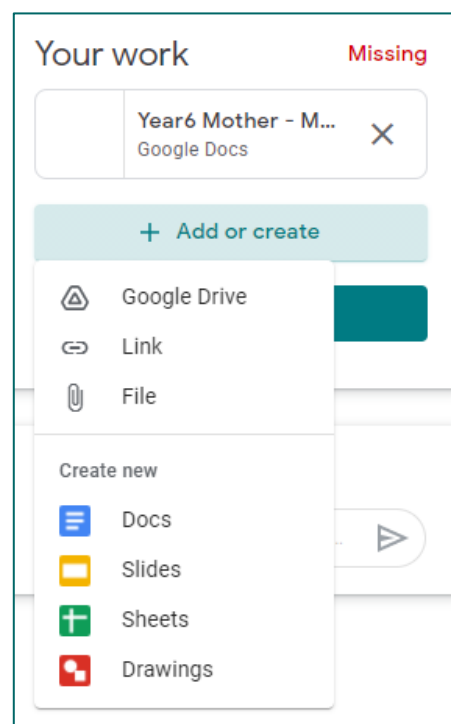 Your work
Missing
Year6 Mother - M...
Google Docs
+ Add or create
Google Drive
Link
File
Create new
Docs
Slides
Sheets
Drawings